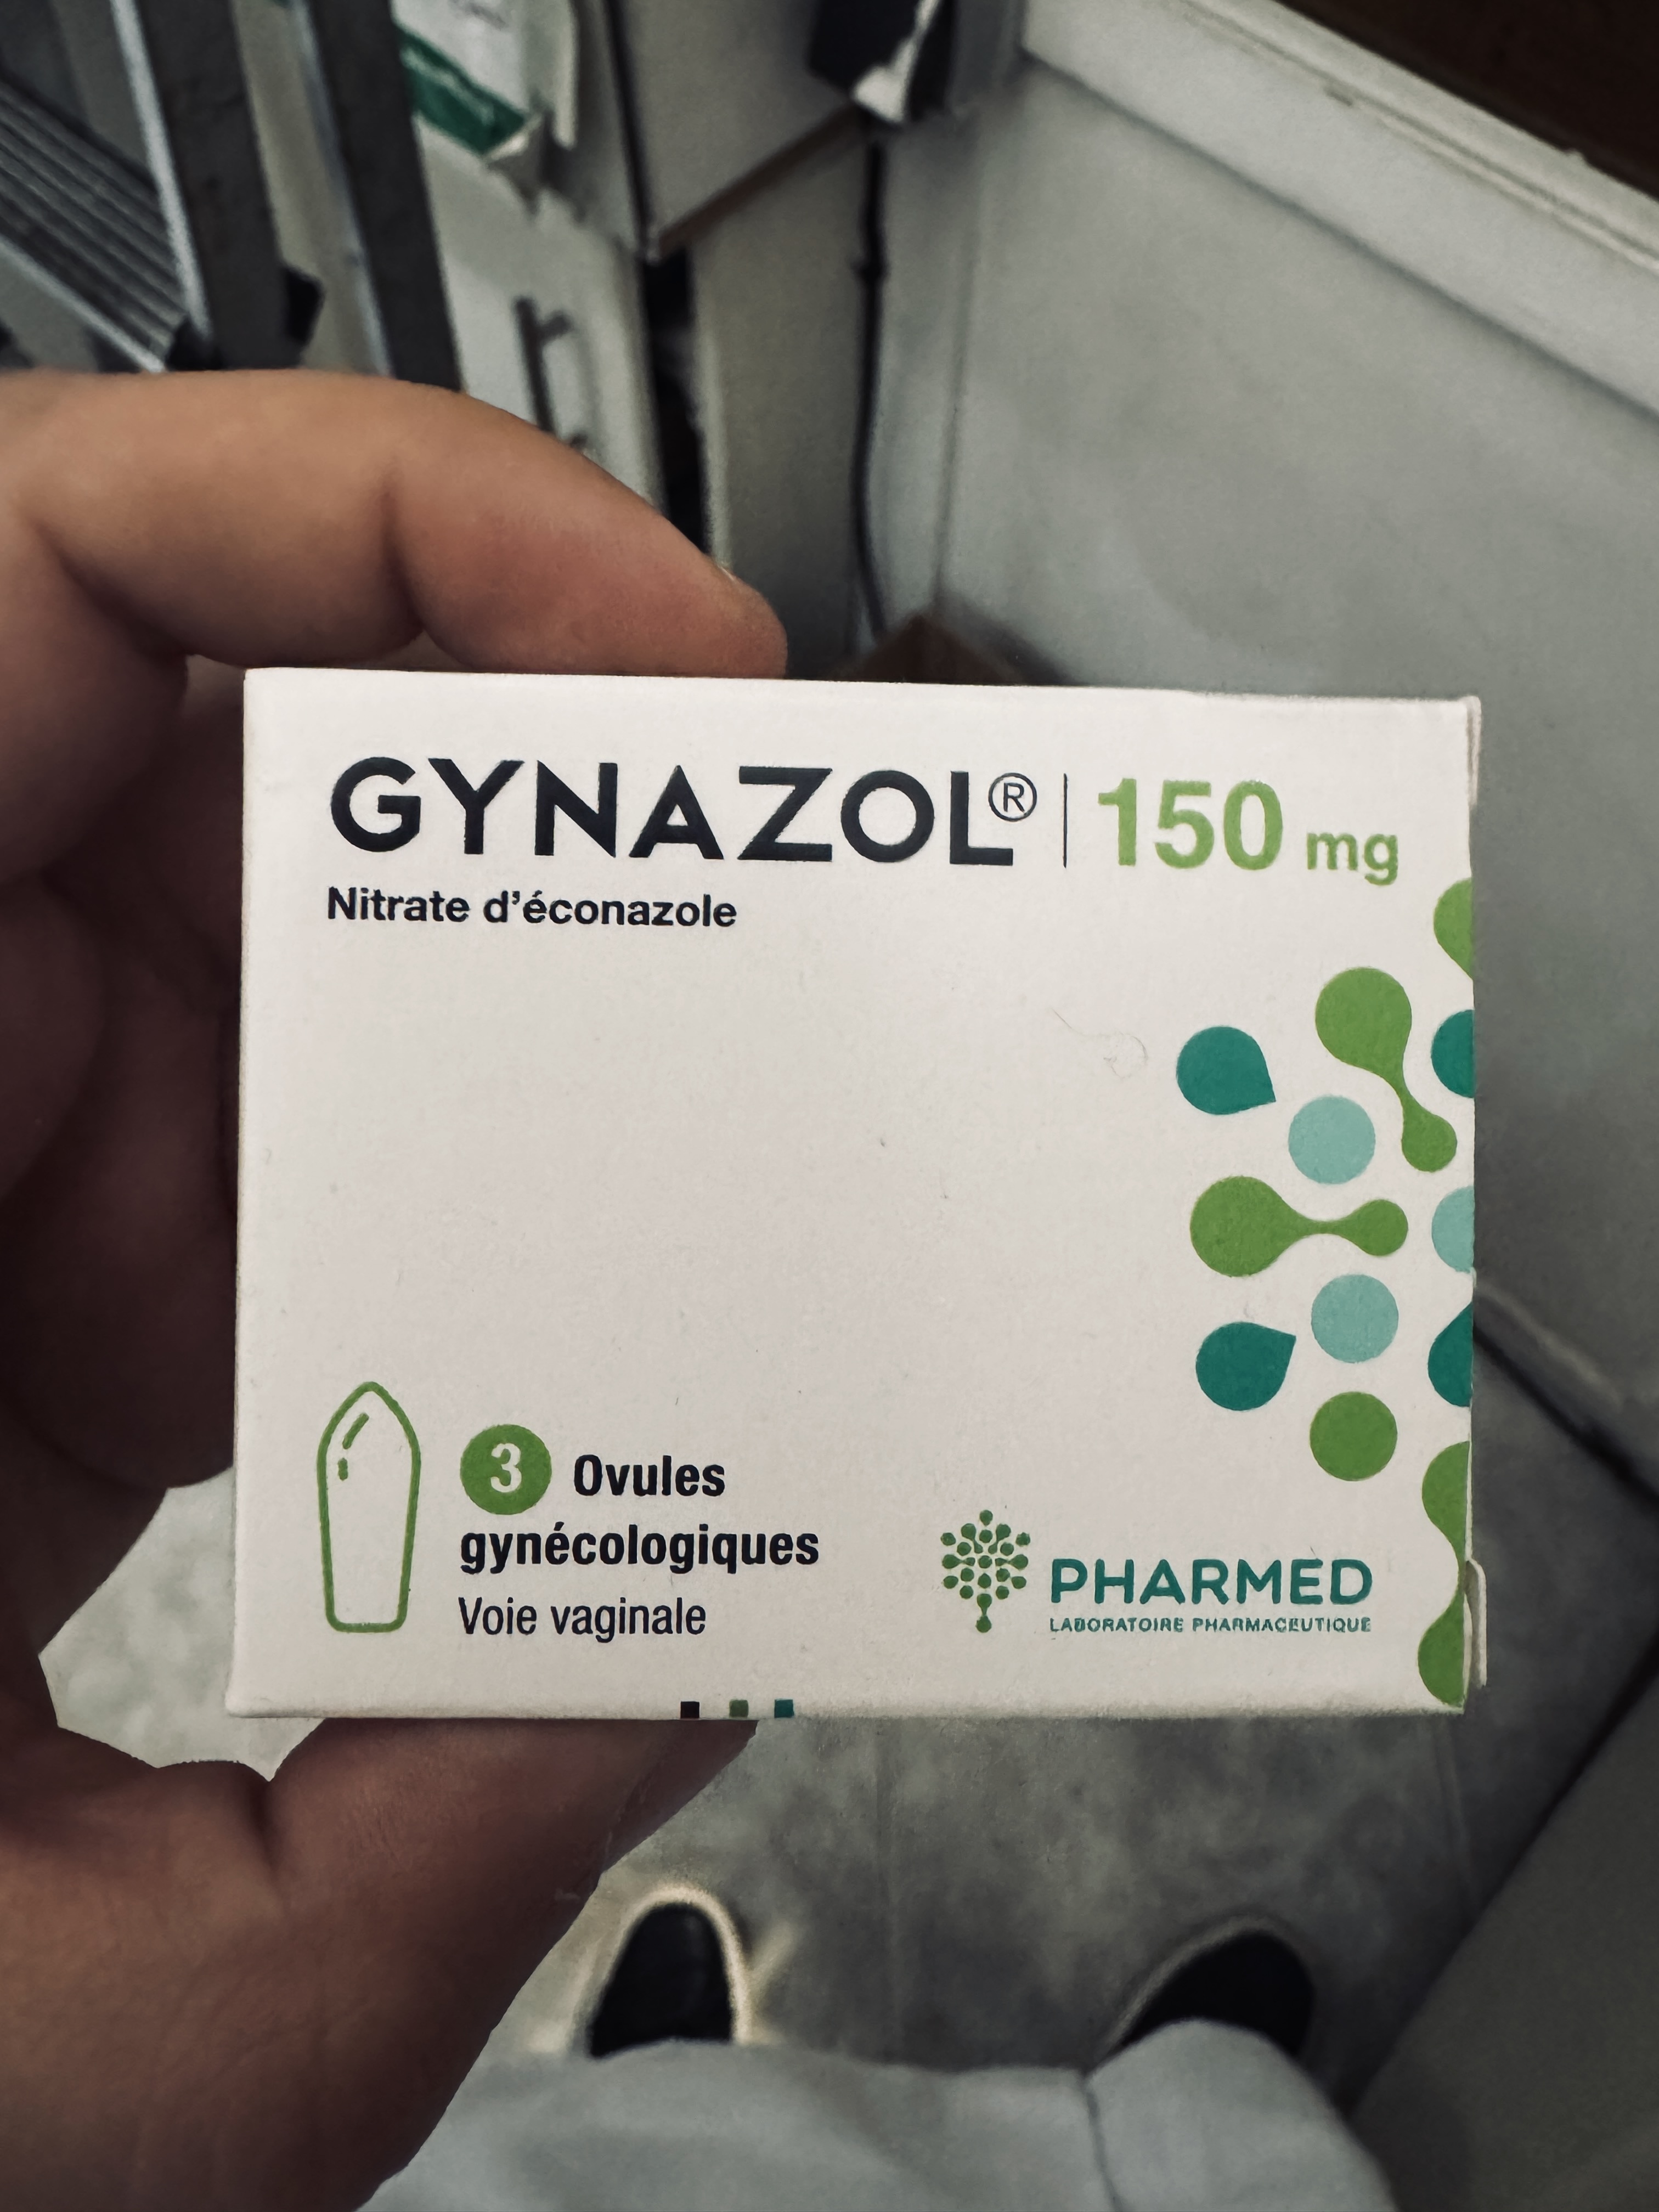 GYNAZOL® | 150 mg
Nitrate d'éconazole
3 Ovules
gynécologiques
Voie vaginale
PHARMED
LABORATOIRE PHARMACEUTIQUE